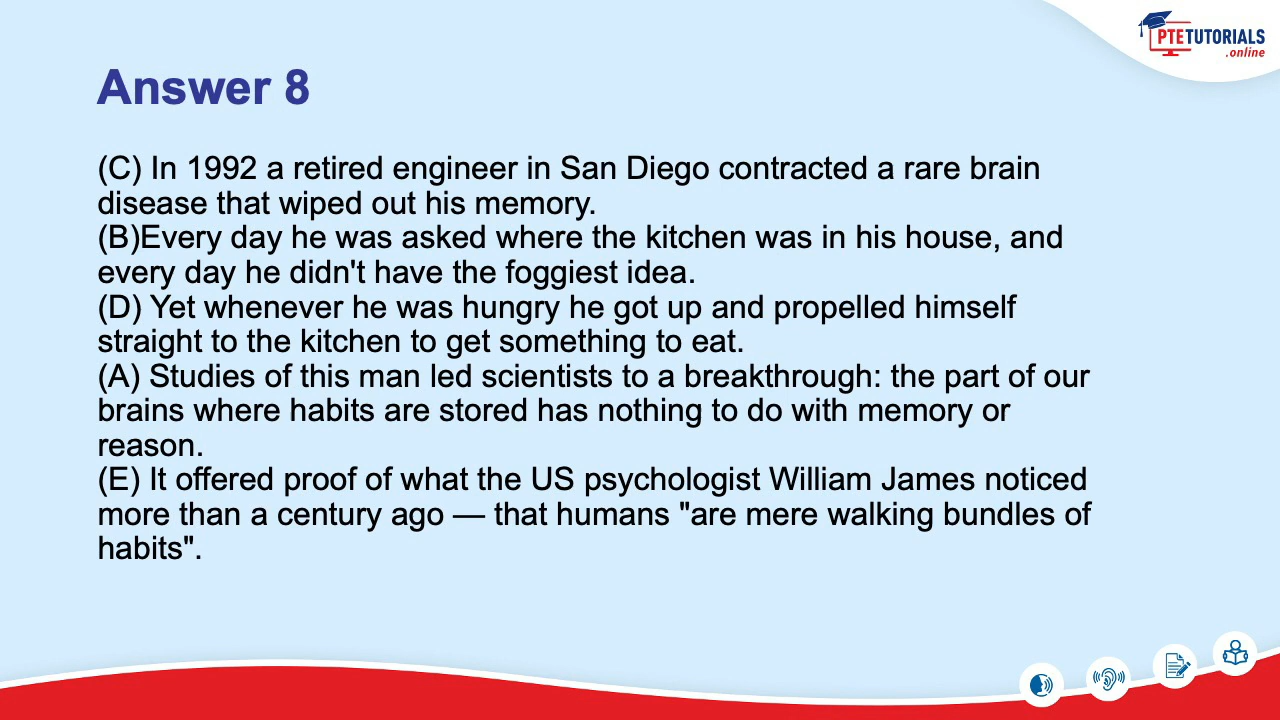 PTETUTORIALS
.online
Answer 8
(C) In 1992 a retired engineer in San Diego contracted a rare brain
disease that wiped out his memory.
(B)Every day he was asked where the kitchen was in his house, and
every day he didn't have the foggiest idea.
(D) Yet whenever he was hungry he got up and propelled himself
straight to the kitchen to get something to eat.
(A) Studies of this man led scientists to a breakthrough: the part of our
brains where habits are stored has nothing to do with memory or
reason.
(E) It offered proof of what the US psychologist William James noticed
more than a century ago — that humans "are mere walking bundles of
habits".